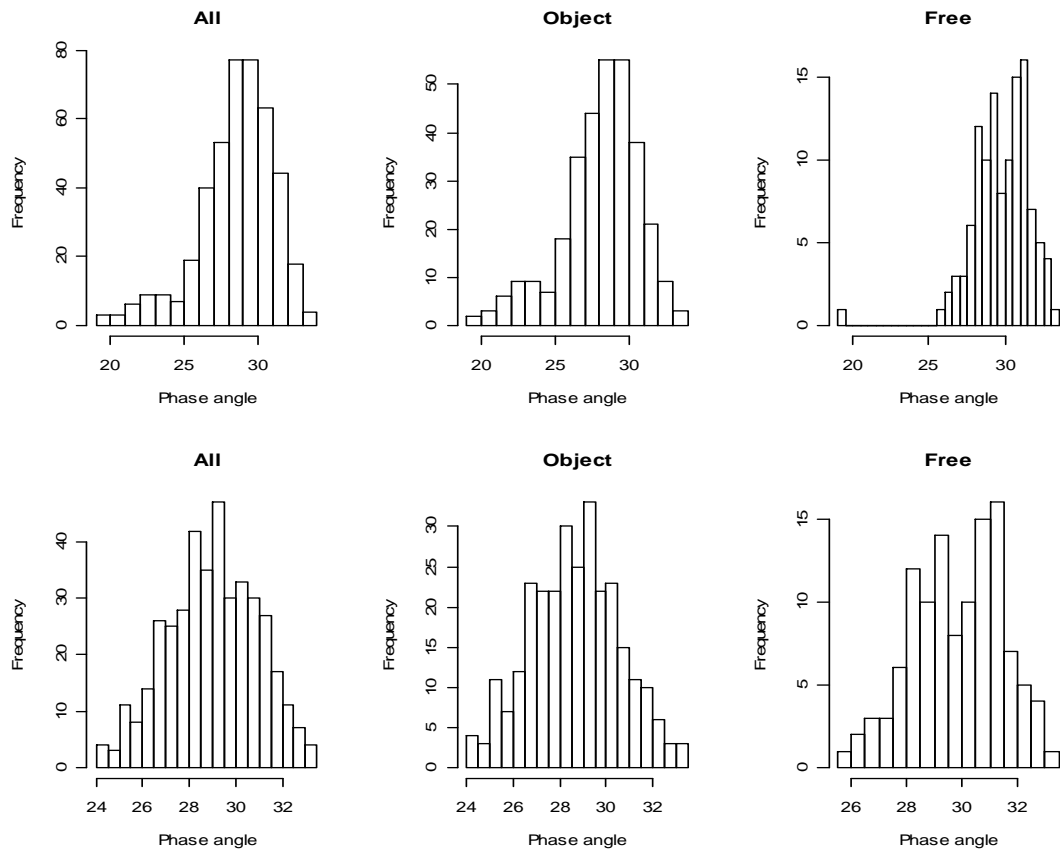 All
Frequency
0 20 40 60 80
20 25 30
Phase angle
Object
Frequency
0 10 20 30 40 50
20 25 30
Phase angle
Free
Frequency
0 5 10 15
20 25 30
Phase angle
All
Frequency
0 10 20 30 40
24 26 28 30 32
Phase angle
Object
Frequency
0 5 10 15 20 25 30
24 26 28 30 32
Phase angle
Free
Frequency
0 5 10 15
26 28 30 32
Phase angle